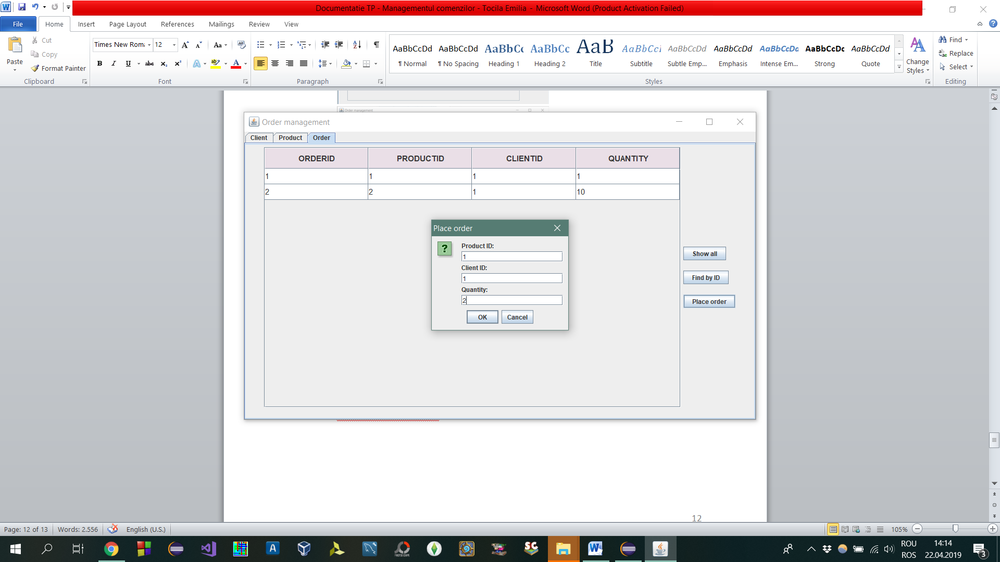 Documentatie TP - Managementul comenzilor - Tocila Emilia - Microsoft Word (Product Activation Failed)
File Home Insert Page Layout References Mailings Review View
Paste
Cut
Copy
Format Painter
Clipboard
Times New Roma 12
Font
Paragraph
AaBbCcDd AaBbCcDd AaBbCc AaBbCc AaB AaBbCcI AaBbCcDd AaBbCcDd AaBbCcDd AaBbCcDc AaBbCcDd
¶ Normal ¶ No Spacing Heading 1 Heading 2 Title Subtitle Subtle Emp... Emphasis Intense Em... Strong Quote
Styles
Change
Styles
Find
Replace
Select
Editing
Order management
Order management
Client Product Order
ORDERID PRODUCTID CLIENTID QUANTITY
1 1 1 1
2 2 1 10
Place order
Product ID:
1
Client ID:
1
Quantity:
2
OK Cancel
Show all
Find by ID
Place order
12
Page: 12 of 13 Words: 2.556 English (U.S.) 105%
ROU
ROS
14:14
22.04.2019
3